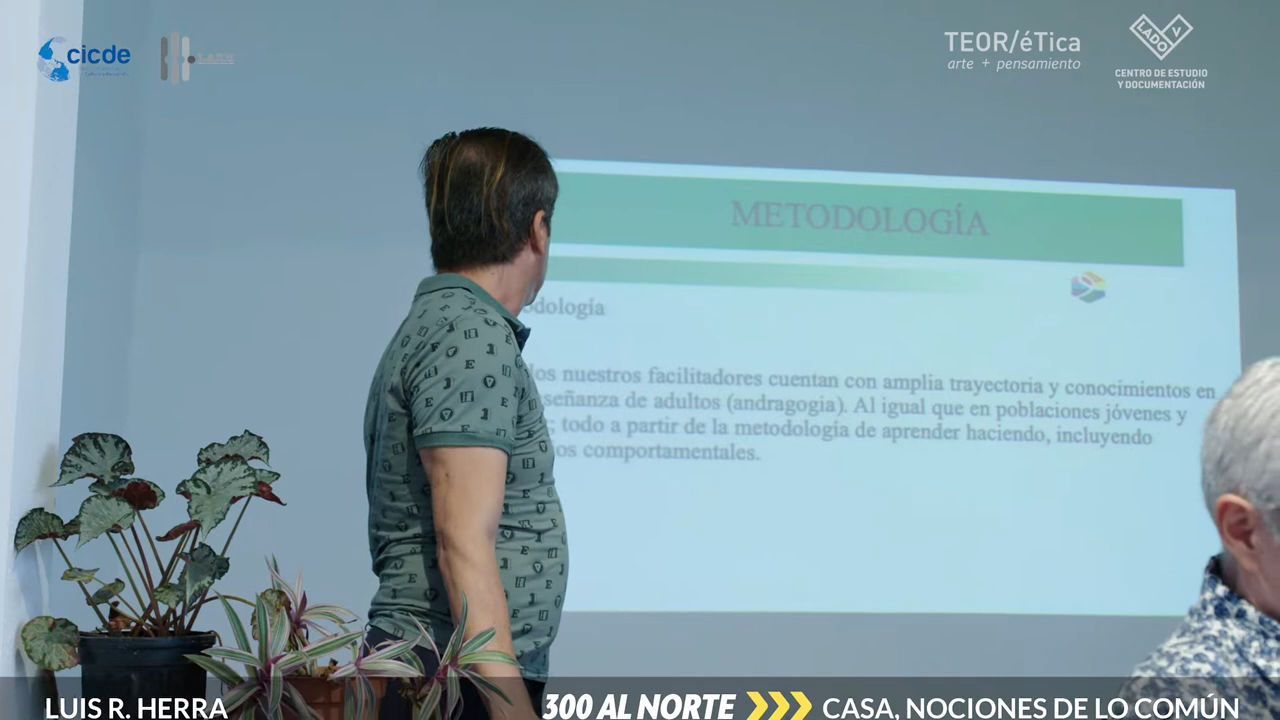 cicde
TEOR/éTica
arte + pensamiento
LADO V
CENTRO DE ESTUDIO
Y DOCUMENTACIÓN
METODOLOGÍA
odología
los nuestros facilitadores cuentan con amplia trayectoria y conocimientos en
señanza de adultos (andragogia). Al igual que en poblaciones jóvenes y
; todo a partir de la metodología de aprender haciendo, incluyendo
os comportamentales.
LUIS R. HERRA
300 AL NORTE
CASA, NOCIONES DE LO COMÚN